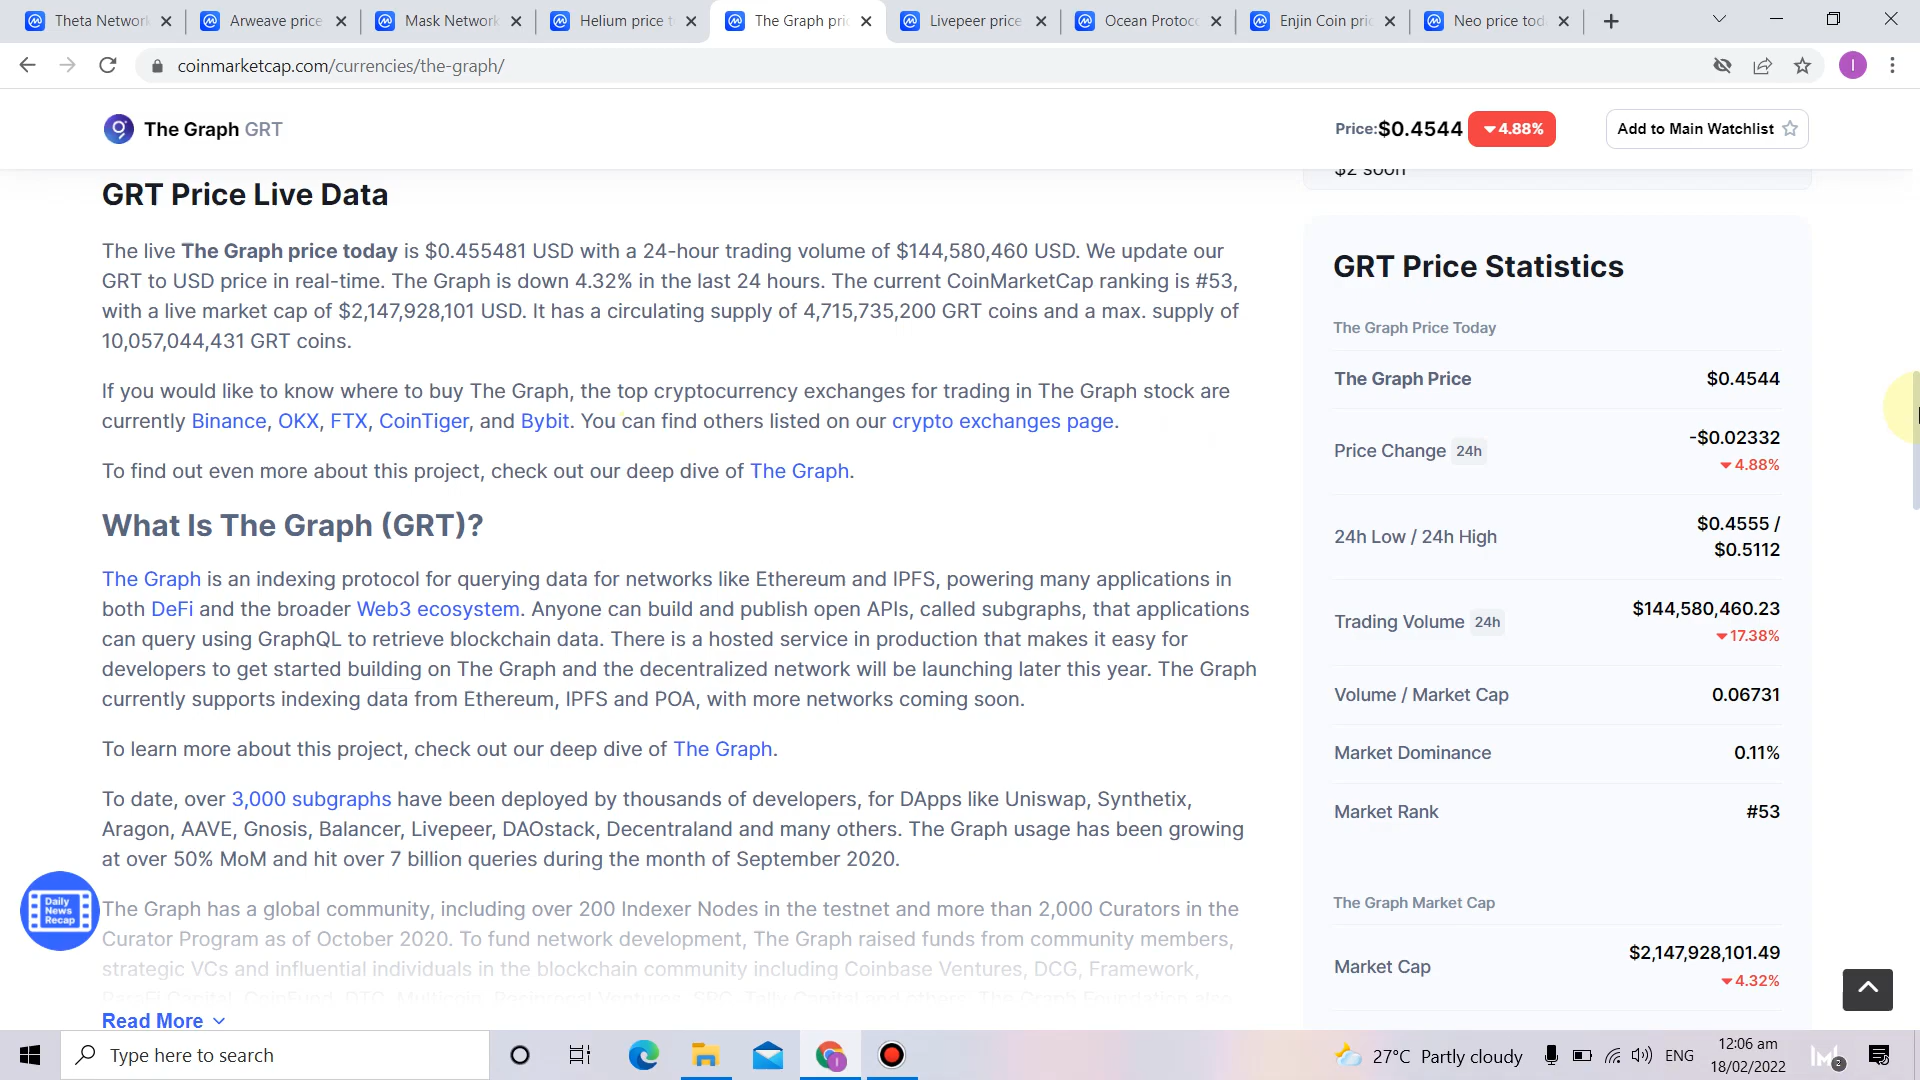 Theta Network
Arweave price
Mask Network
Helium price t
The Graph pric
Livepeer price
Ocean Protoco
Enjin Coin pric
Neo price tod
coinmarketcap.com/currencies/the-graph/
I
The Graph GRT
Price:$0.4544
4.88%
Add to Main Watchlist
$2 soon
GRT Price Live Data
The live The Graph price today is $0.455481 USD with a 24-hour trading volume of $144,580,460 USD. We update our
GRT to USD price in real-time. The Graph is down 4.32% in the last 24 hours. The current CoinMarketCap ranking is #53,
with a live market cap of $2,147,928,101 USD. It has a circulating supply of 4,715,735,200 GRT coins and a max. supply of
10,057,044,431 GRT coins.
If you would like to know where to buy The Graph, the top cryptocurrency exchanges for trading in The Graph stock are
currently Binance, OKX, FTX, CoinTiger, and Bybit. You can find others listed on our crypto exchanges page.
To find out even more about this project, check out our deep dive of The Graph.
What Is The Graph (GRT)?
The Graph is an indexing protocol for querying data for networks like Ethereum and IPFS, powering many applications in
both DeFi and the broader Web3 ecosystem. Anyone can build and publish open APIs, called subgraphs, that applications
can query using GraphQL to retrieve blockchain data. There is a hosted service in production that makes it easy for
developers to get started building on The Graph and the decentralized network will be launching later this year. The Graph
currently supports indexing data from Ethereum, IPFS and POA, with more networks coming soon.
To learn more about this project, check out our deep dive of The Graph.
To date, over 3,000 subgraphs have been deployed by thousands of developers, for DApps like Uniswap, Synthetix,
Aragon, AAVE, Gnosis, Balancer, Livepeer, DAOstack, Decentraland and many others. The Graph usage has been growing
at over 50% MoM and hit over 7 billion queries during the month of September 2020.
The Graph has a global community, including over 200 Indexer Nodes in the testnet and more than 2,000 Curators in the
Curator Program as of October 2020. To fund network development, The Graph raised funds from community members,
strategic VCs and influential individuals in the blockchain community including Coinbase Ventures, DCG, Framework,
ParaFi Capital, CoinFund, DTC, Multicoin, Reciprocal Ventures, SPC, Tally Capital and others. The Graph Foundation also
Read More
Daily
News
Recap
GRT Price Statistics
The Graph Price Today
The Graph Price $0.4544
Price Change 24h -$0.02332
4.88%
24h Low / 24h High $0.4555 /
$0.5112
Trading Volume 24h $144,580,460.23
17.38%
Volume / Market Cap 0.06731
Market Dominance 0.11%
Market Rank #53
The Graph Market Cap
Market Cap $2,147,928,101.49
4.32%
Type here to search
27°C Partly cloudy
ENG
12:06 am
18/02/2022
2